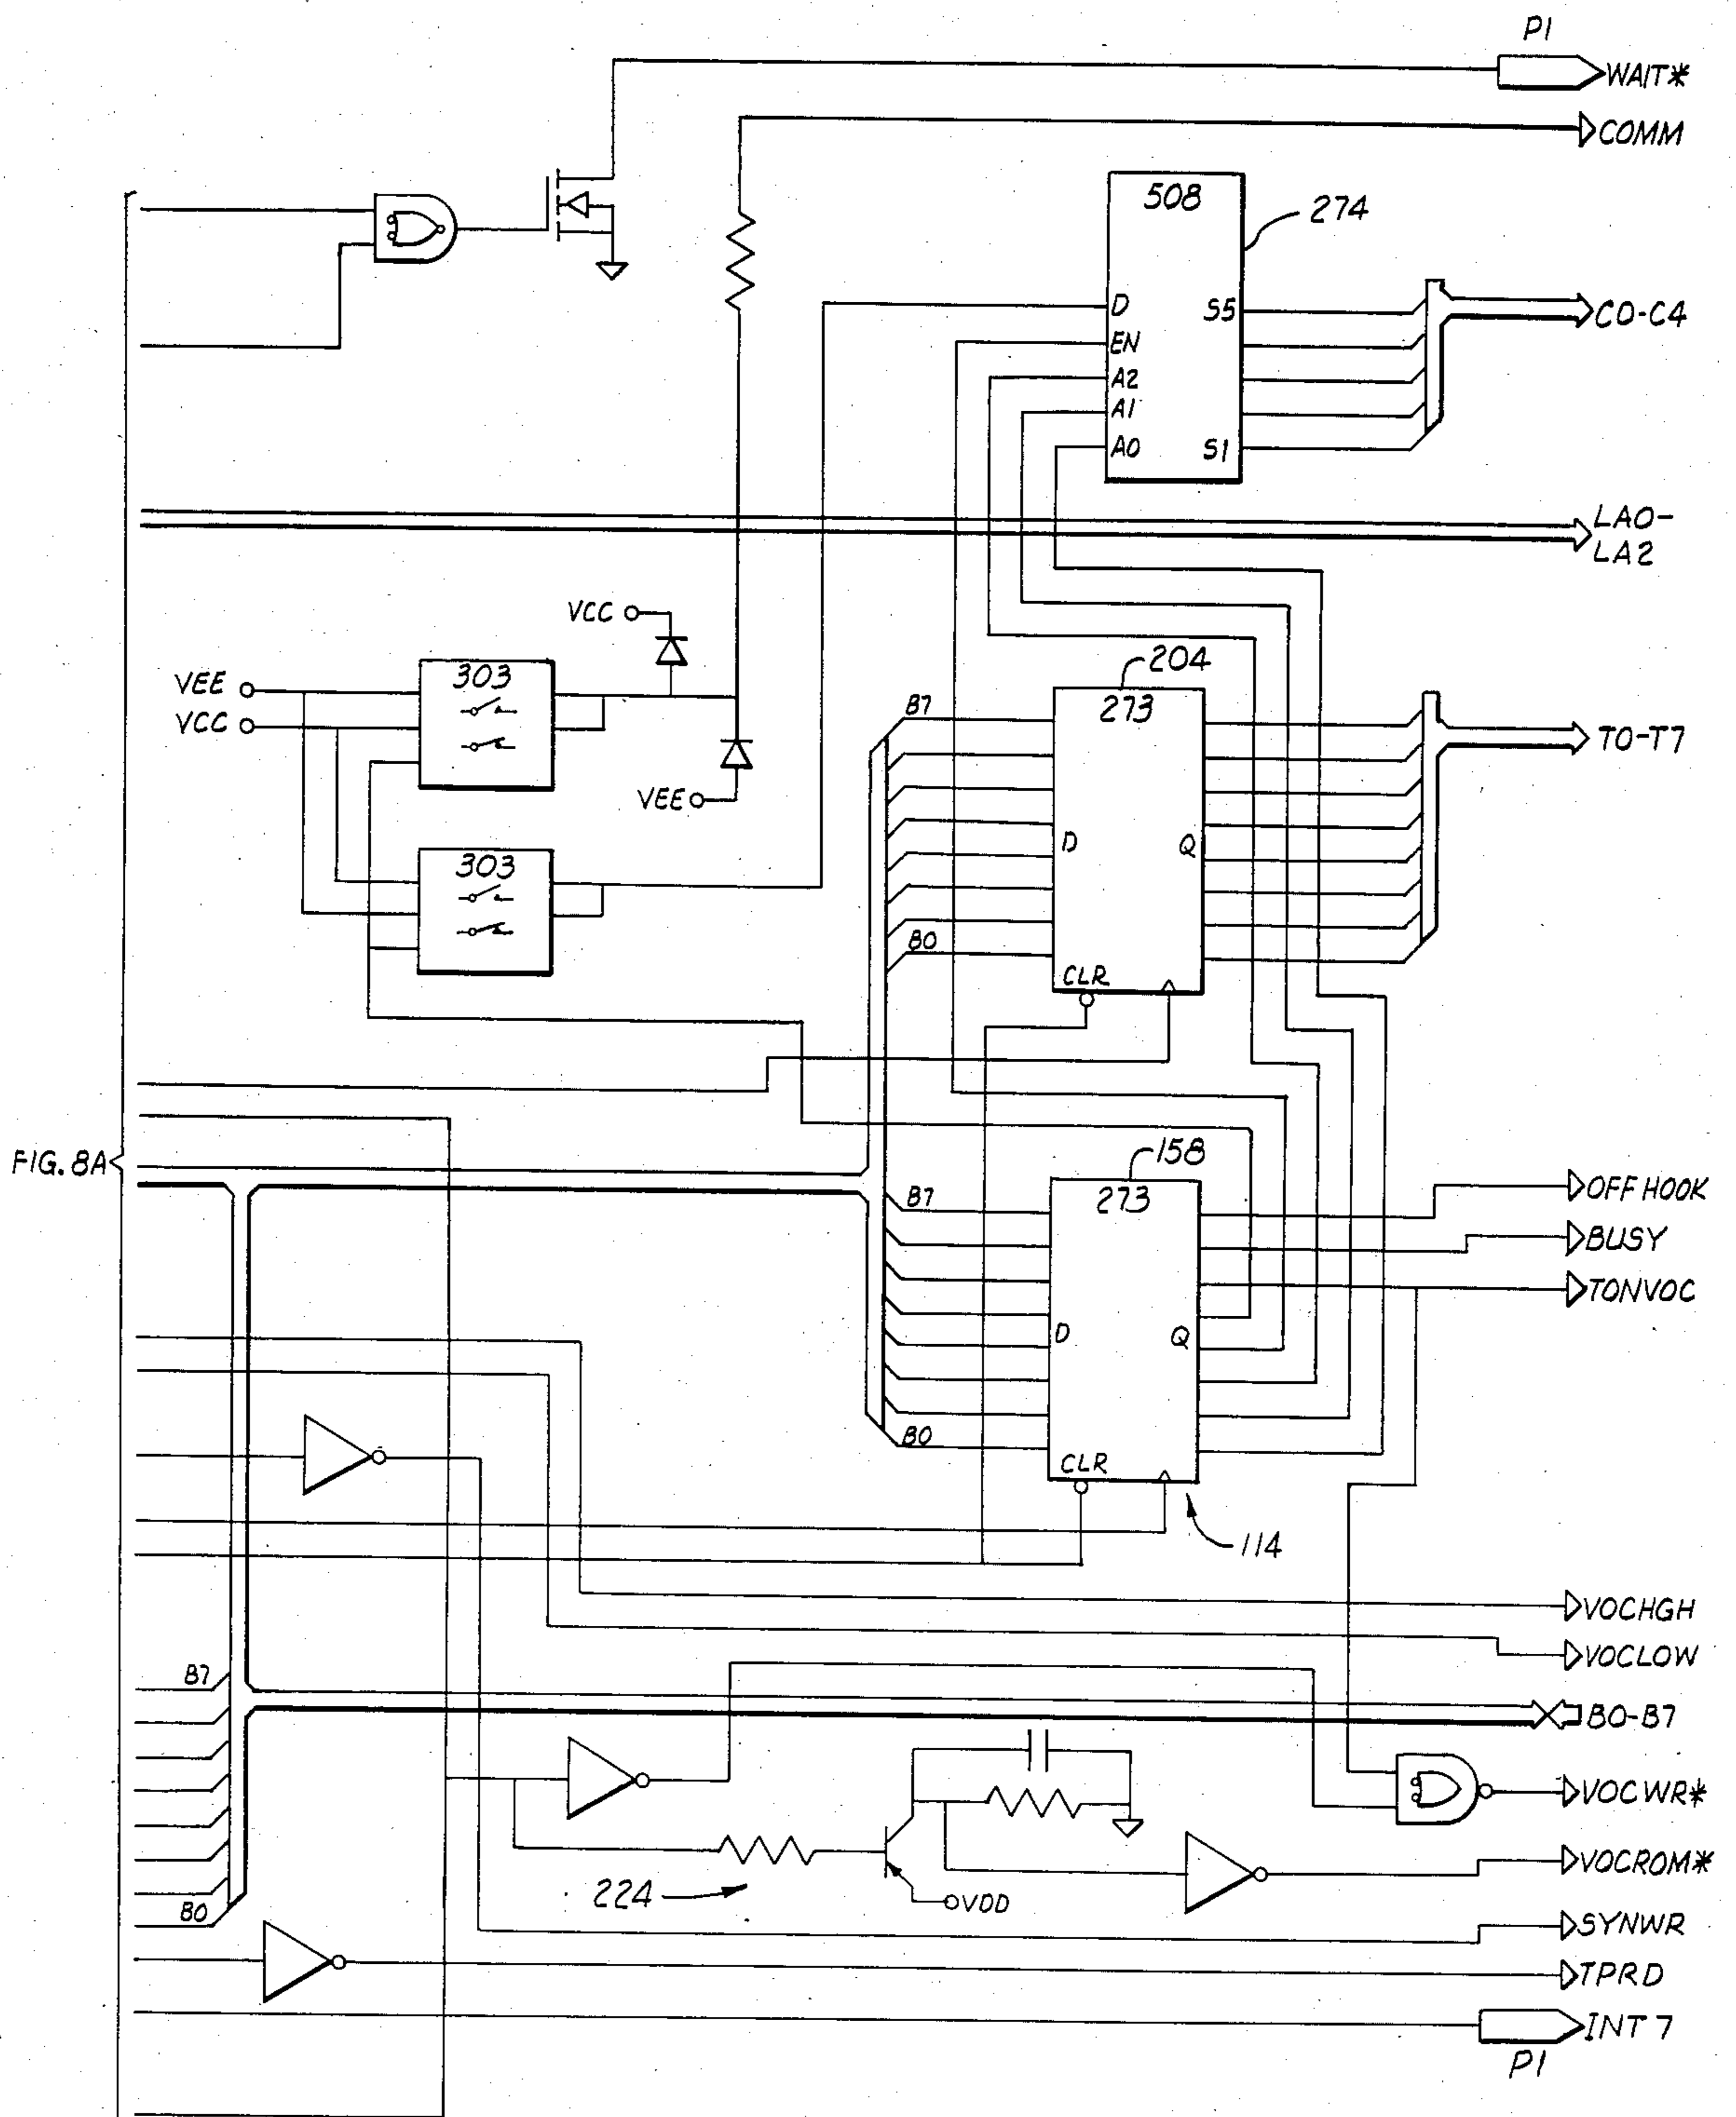 P1
WAIT*
COMM
508
274
D
S5
C0-C4
EN
A2
A1
A0
S1
LA0-
LA2
VCC
204
VEE
303
273
B7
VCC
T0-T7
VEE
303
D
Q
B0
CLR
FIG. 8A
158
B7
273
OFF HOOK
BUSY
TONVOC
D
Q
B0
CLR
114
VOCHGH
VOCLOW
B7
B0-B7
VOCWR*
VOCROM*
224
VDD
B0
SYNWR
TPRD
INT 7
P1